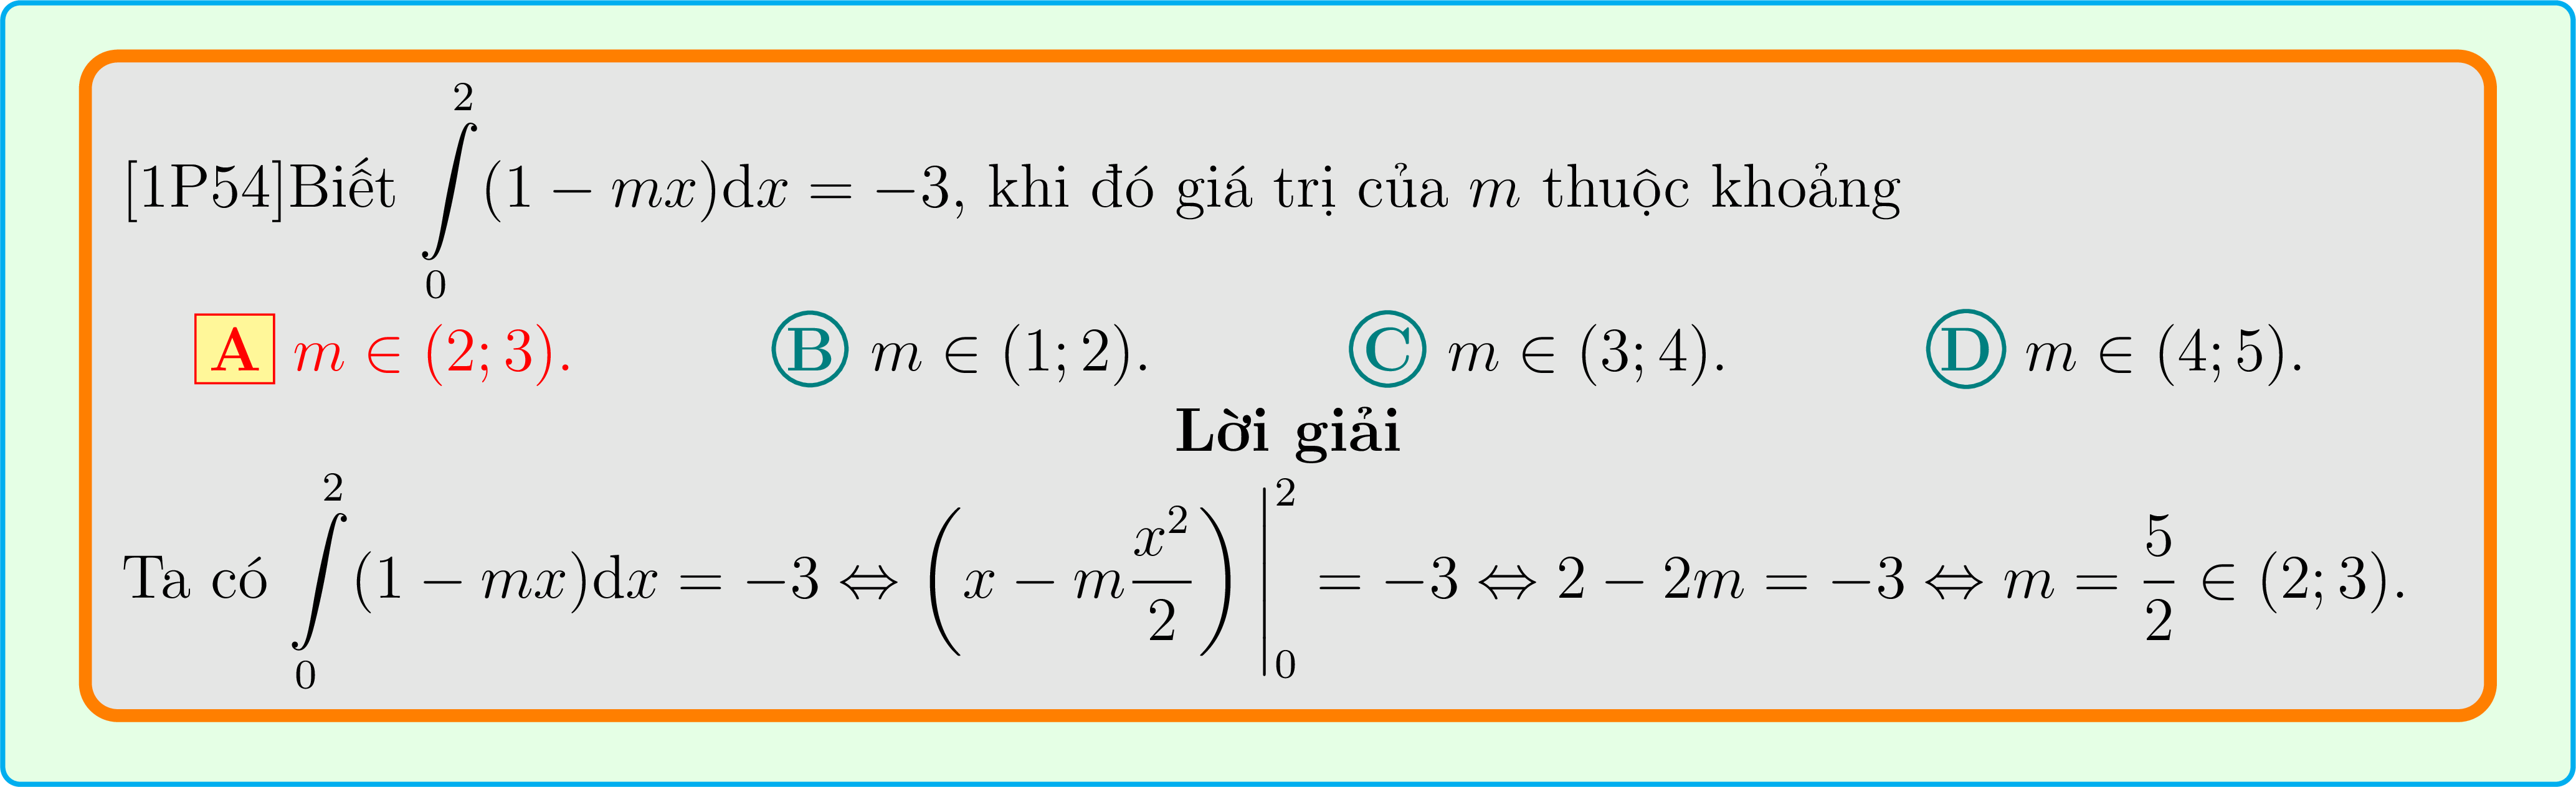 [1P54]Biết $\int\limits_0^2 (1 - mx)\mathrm{d}x = -3$, khi đó giá trị của $m$ thuộc khoảng
A $m \in (2; 3).$ B $m \in (1; 2).$ C $m \in (3; 4).$ D $m \in (4; 5).$
Lời giải
Ta có $\int\limits_0^2 (1 - mx)\mathrm{d}x = -3 \Leftrightarrow \left(x - m\dfrac{x^2}{2}\right)\Big|_0^2 = -3 \Leftrightarrow 2 - 2m = -3 \Leftrightarrow m = \dfrac{5}{2} \in (2; 3).$